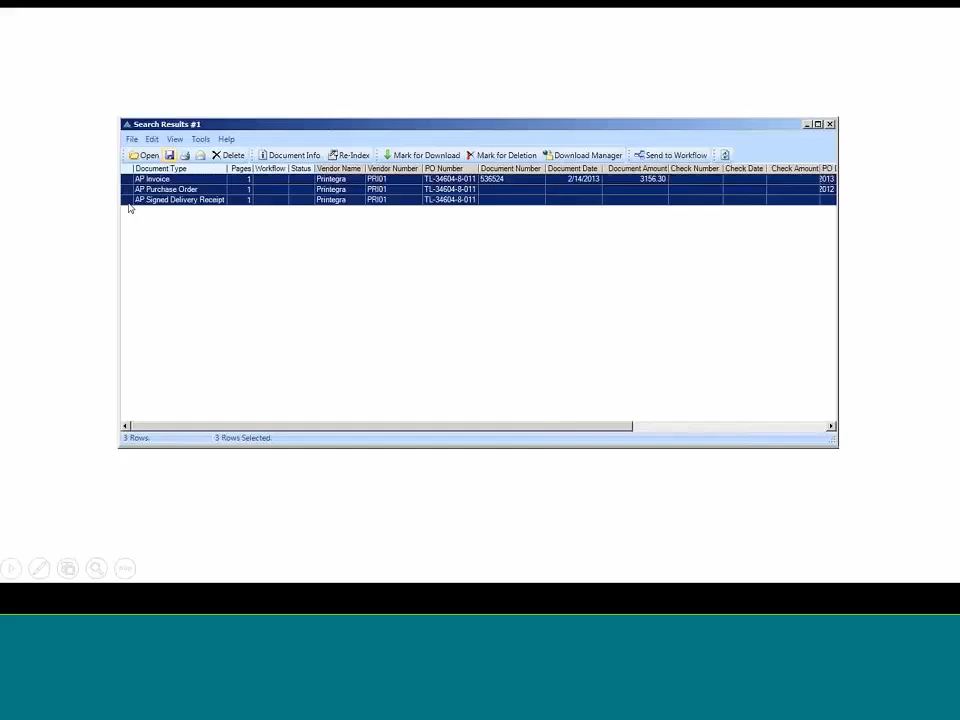 Search Results #1
File Edit View Tools Help
Open Delete Document Info Re-Index Mark for Download Mark for Deletion Download Manager Send to Workflow
Document Type Pages Workflow Status Vendor Name Vendor Number PO Number Document Number Document Date Document Amount Check Number Check Date Check Amount PO D
AP Invoice 1 Printegra PRI01 TL-34604-8-011 536524 2/14/2013 3156.30 2013
AP Purchase Order 1 Printegra PRI01 TL-34604-8-011 2012
AP Signed Delivery Receipt 1 Printegra PRI01 TL-34604-8-011
3 Rows. 3 Rows Selected.